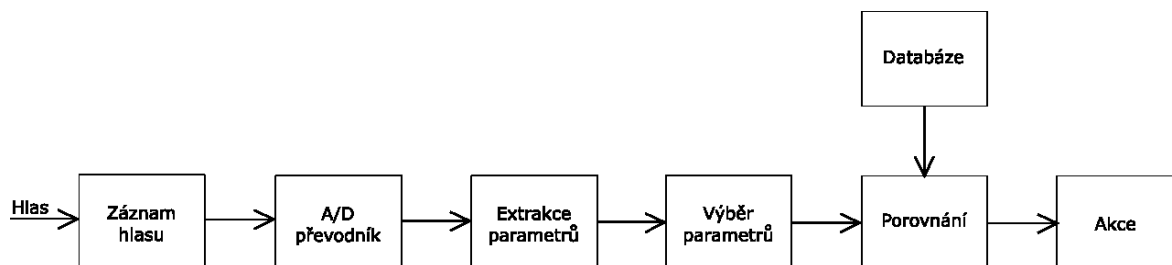 Databáze
Hlas
Záznam
hlasu
A/D
převodník
Extrakce
parametrů
Výběr
parametrů
Porovnání
Akce